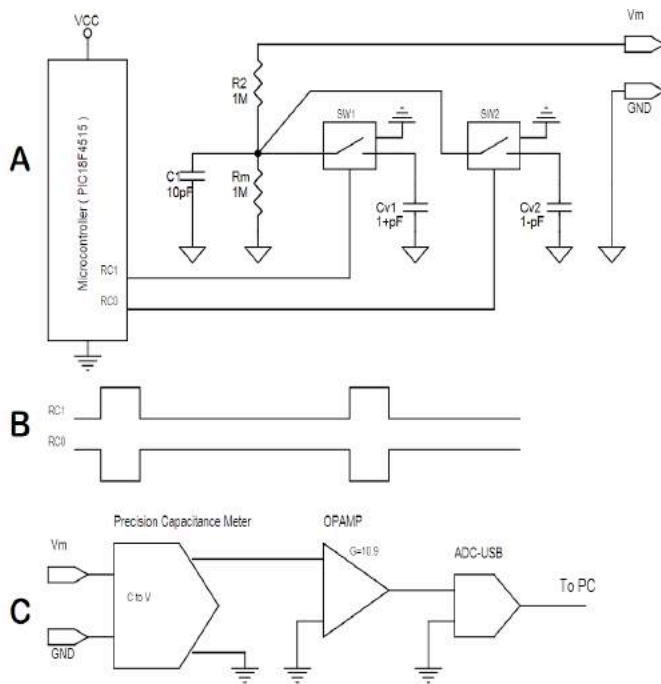 VCC
Vm
R2
1M
SW1
SW2
GND
A
Microcontroller ( PIC18F4515 )
C1
10pF
Rm
1M
Cv1
1+pF
Cv2
1-pF
RC1
RC0
B
RC1
RC0
Precision Capacitance Meter
OPAMP
Vm
G=10.9
ADC-USB
C
C to V
To PC
GND